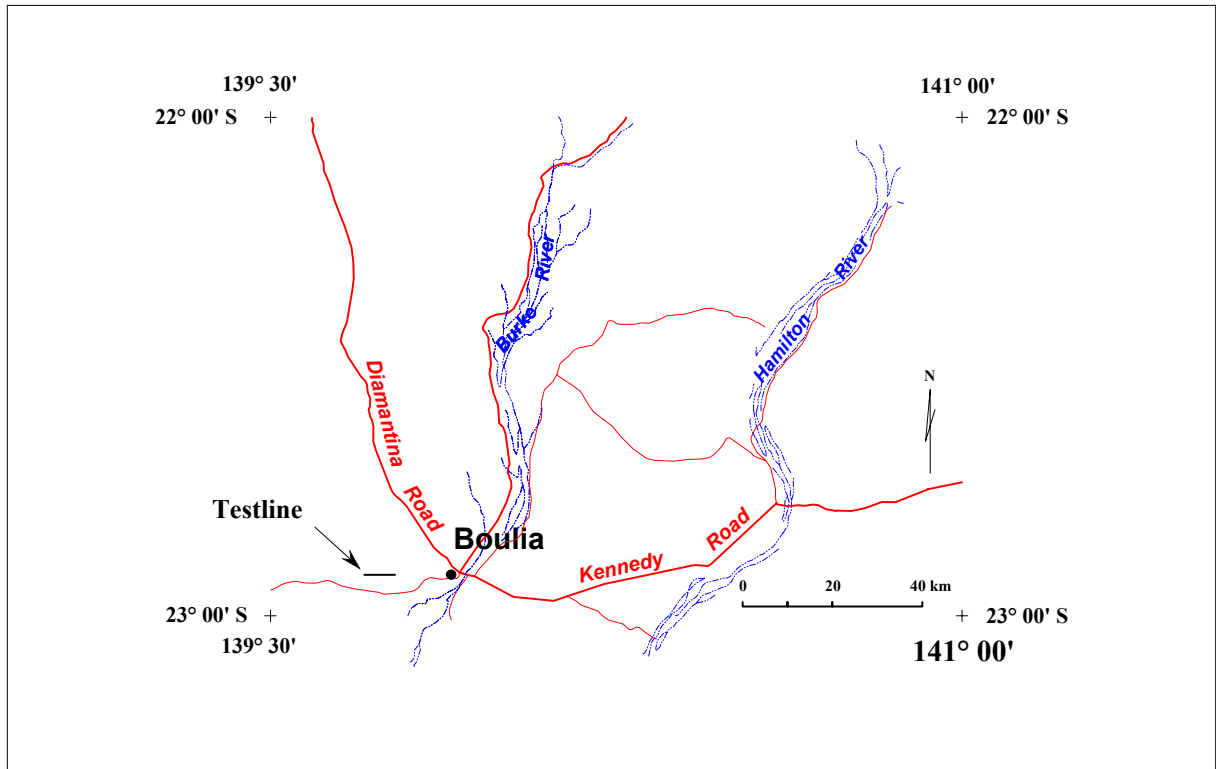 139° 30'
141° 00'
22° 00' S
22° 00' S
River
Burke
River
Hamilton
Diamantina
Road
N
Testline
Boulia
Road
Kennedy
0
20
40 km
23° 00' S
23° 00' S
139° 30'
141° 00'